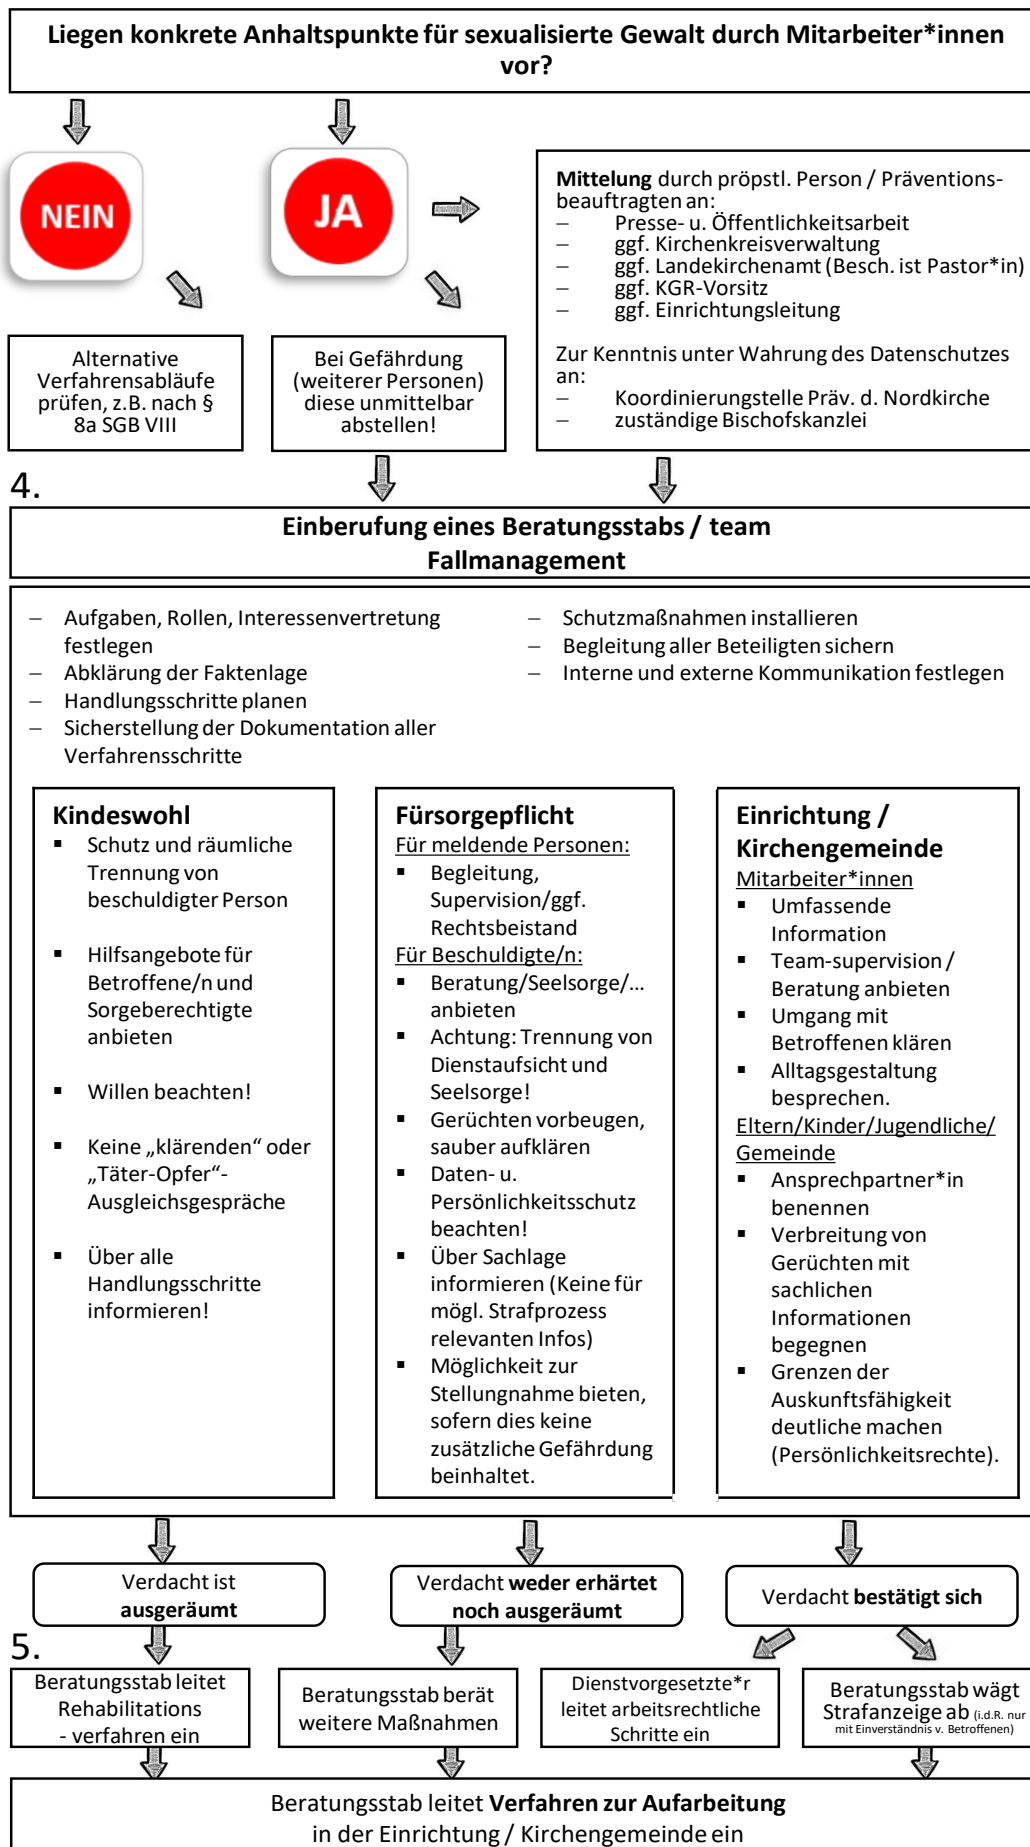 Liegen konkrete Anhaltspunkte für sexualisierte Gewalt durch Mitarbeiter*innen
vor?
NEIN
JA
Mittelung durch pröpstl. Person / Präventions-
beauftragten an:
– Presse- u. Öffentlichkeitsarbeit
– ggf. Kirchenkreisverwaltung
– ggf. Landekirchenamt (Besch. ist Pastor*in)
– ggf. KGR-Vorsitz
– ggf. Einrichtungsleitung
Zur Kenntnis unter Wahrung des Datenschutzes
an:
– Koordinierungstelle Präv. d. Nordkirche
– zuständige Bischofskanzlei
Alternative
Verfahrensabläufe
prüfen, z.B. nach §
8a SGB VIII
Bei Gefährdung
(weiterer Personen)
diese unmittelbar
abstellen!
4.
Einberufung eines Beratungsstabs / team
Fallmanagement
– Aufgaben, Rollen, Interessenvertretung
festlegen
– Abklärung der Faktenlage
– Handlungsschritte planen
– Sicherstellung der Dokumentation aller
Verfahrensschritte
– Schutzmaßnahmen installieren
– Begleitung aller Beteiligten sichern
– Interne und externe Kommunikation festlegen
Kindeswohl
▪ Schutz und räumliche
Trennung von
beschuldigter Person
▪ Hilfsangebote für
Betroffene/n und
Sorgeberechtigte
anbieten
▪ Willen beachten!
▪ Keine „klärenden“ oder
„Täter-Opfer“-
Ausgleichsgespräche
▪ Über alle
Handlungsschritte
informieren!
Fürsorgepflicht
Für meldende Personen:
▪ Begleitung,
Supervision/ggf.
Rechtsbeistand
Für Beschuldigte/n:
▪ Beratung/Seelsorge/...
anbieten
▪ Achtung: Trennung von
Dienstaufsicht und
Seelsorge!
▪ Gerüchten vorbeugen,
sauber aufklären
▪ Daten- u.
Persönlichkeitsschutz
beachten!
▪ Über Sachlage
informieren (Keine für
mögl. Strafprozess
relevanten Infos)
▪ Möglichkeit zur
Stellungnahme bieten,
sofern dies keine
zusätzliche Gefährdung
beinhaltet.
Einrichtung /
Kirchengemeinde
Mitarbeiter*innen
▪ Umfassende
Information
▪ Team-supervision /
Beratung anbieten
▪ Umgang mit
Betroffenen klären
▪ Alltagsgestaltung
besprechen.
Eltern/Kinder/Jugendliche/
Gemeinde
▪ Ansprechpartner*in
benennen
▪ Verbreitung von
Gerüchten mit
sachlichen
Informationen
begegnen
▪ Grenzen der
Auskunftsfähigkeit
deutliche machen
(Persönlichkeitsrechte).
Verdacht ist
ausgeräumt
Verdacht weder erhärtet
noch ausgeräumt
Verdacht bestätigt sich
5.
Beratungsstab leitet
Rehabilitations
- verfahren ein
Beratungsstab berät
weitere Maßnahmen
Dienstvorgesetzte*r
leitet arbeitsrechtliche
Schritte ein
Beratungsstab wägt
Strafanzeige ab (i.d.R. nur
mit Einverständnis v. Betroffenen)
Beratungsstab leitet Verfahren zur Aufarbeitung
in der Einrichtung / Kirchengemeinde ein